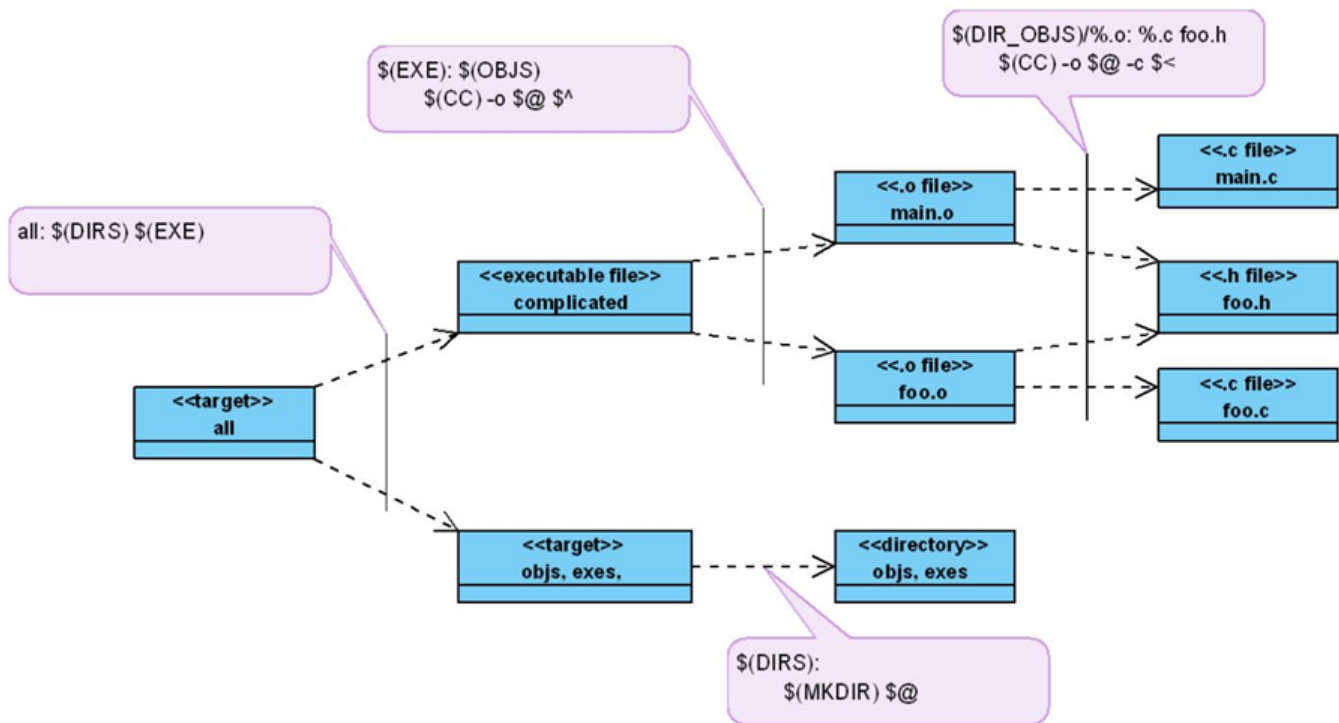 $(DIR_OBJS)/%.o: %.c foo.h
$(CC) -o $@ -c $<
$(EXE): $(OBJS)
$(CC) -o $@ $^
<<.c file>>
main.c
<<.o file>>
main.o
all: $(DIRS) $(EXE)
<<executable file>>
complicated
<<.h file>>
foo.h
<<.o file>>
foo.o
<<.c file>>
foo.c
<<target>>
all
<<target>>
objs, exes,
<<directory>>
objs, exes
$(DIRS):
$(MKDIR) $@